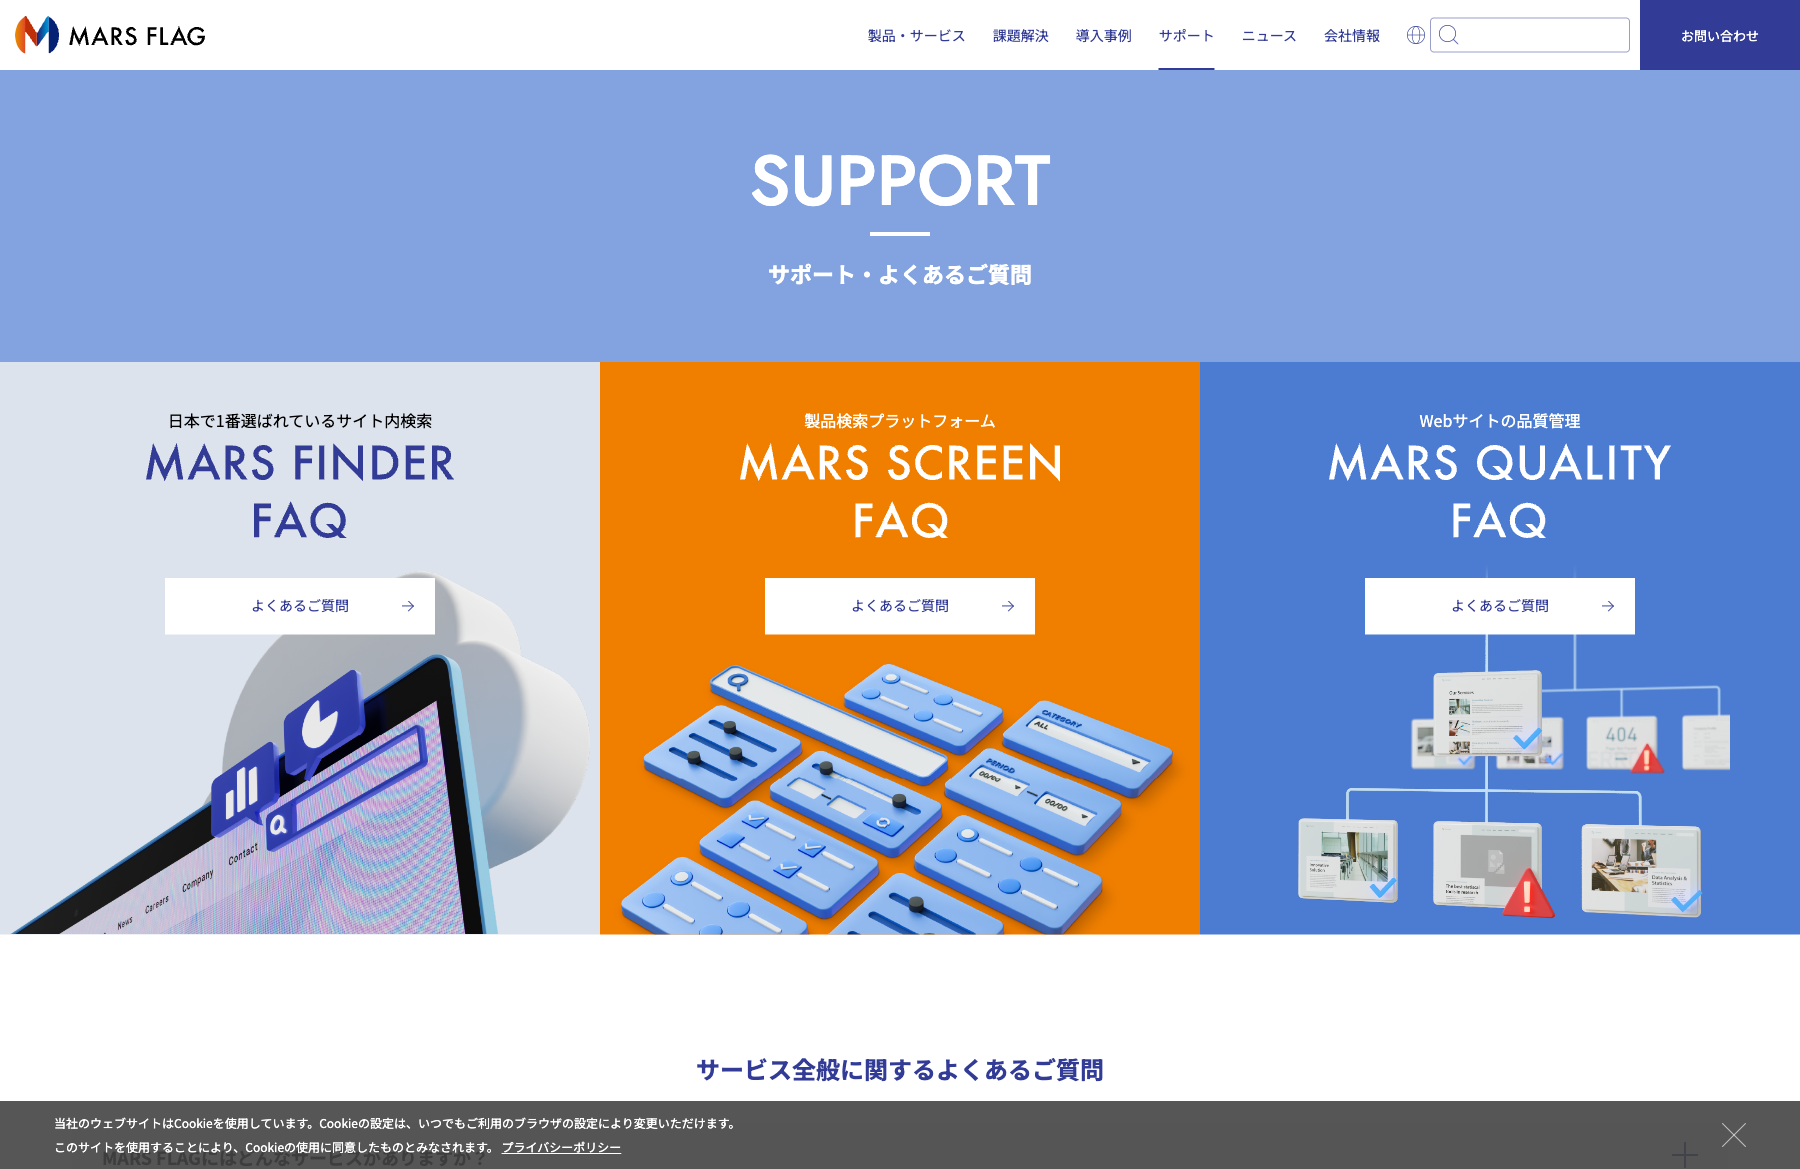 MARS FLAG
製品・サービス
課題解決
導入事例
サポート
ニュース
会社情報
お問い合わせ
SUPPORT
サポート・よくあるご質問
日本で1番選ばれているサイト内検索
MARS FINDER
FAQ
よくあるご質問
News
Careers
Company
Contact
製品検索プラットフォーム
MARS SCREEN
FAQ
よくあるご質問
CATEGORY
ALL
PERIOD
00/00
00/00
Webサイトの品質管理
MARS QUALITY
FAQ
よくあるご質問
Our Services
404
Innovative
Solution
The best statistical
tools in research
Data Analysis &
Statistics
サービス全般に関するよくあるご質問
当社のウェブサイトはCookieを使用しています。Cookieの設定は、いつでもご利用のブラウザの設定により変更いただけます。
このサイトを使用することにより、Cookieの使用に同意したものとみなされます。 プライバシーポリシー
MARS FLAGにはどんなサービスがありますか？